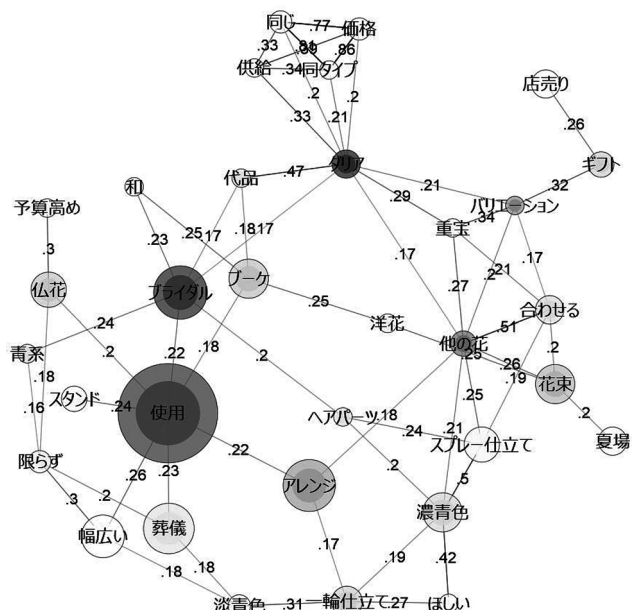 同じ
.77
価格
.33
.81
.59
.86
供給
.34
同タイプ
店売り
.2
.2
.33
.21
.26
ダリア
ギフト
代品
.47
.32
和
.29
.21
バリエーション
予算高め
.34
.25
.18
.17
.17
重宝
.23
.17
.17
.3
ブーケ
.27
.2
.21
仏花
ブライダル
.25
合わせる
洋花
.51
.24
他の花
青系
.2
.22
.18
.2
.25
.26
.2
.18
花束
スタンド
.24
使用
.25
.19
.16
ヘアパーツ
.18
.2
.24
.21
スプレー仕立て
夏場
限らず
.22
.23
.26
.2
.5
アレンジ
.3
.2
濃青色
葬儀
幅広い
.17
.19
.42
.18
.18
淡青色
.31
一輪仕立て
.27
ほしい